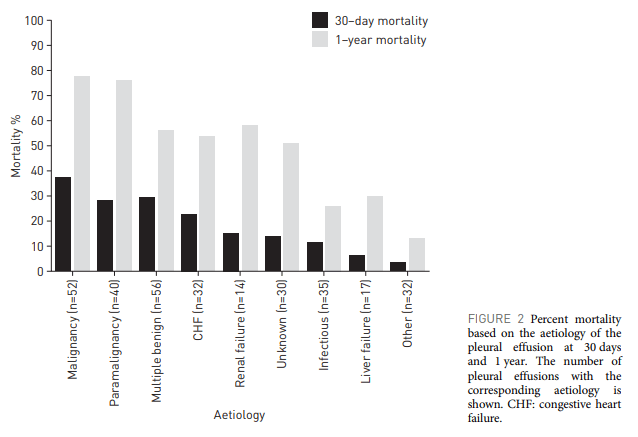 30–day mortality
1–year mortality
100
90
80
70
60
50
40
30
20
10
0
Mortality %
Malignancy (n=52)
Paramalignancy (n=40)
Multiple benign (n=56)
CHF (n=32)
Renal failure (n=14)
Unknown (n=30)
Infectious (n=35)
Liver failure (n=17)
Other (n=32)
Aetiology
FIGURE 2 Percent mortality
based on the aetiology of the
pleural effusion at 30 days
and 1 year. The number of
pleural effusions with the
corresponding aetiology is
shown. CHF: congestive heart
failure.